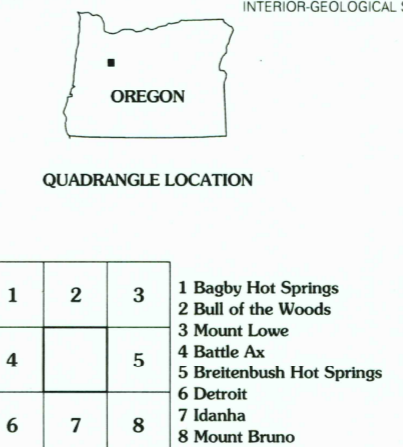 INTERIOR-GEOLOGICAL
OREGON
QUADRANGLE LOCATION
1 2 3
4 5
6 7 8
1 Bagby Hot Springs
2 Bull of the Woods
3 Mount Lowe
4 Battle Ax
5 Breitenbush Hot Springs
6 Detroit
7 Idanha
8 Mount Bruno